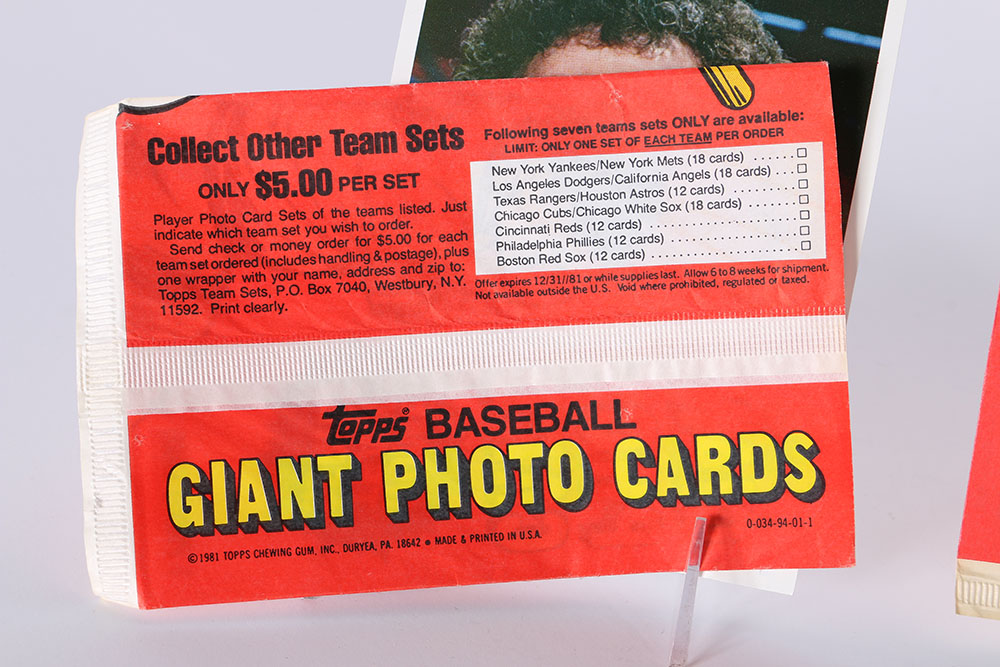 Collect Other Team Sets
ONLY $5.00 PER SET
Player Photo Card Sets of the teams listed. Just
indicate which team set you wish to order.
Send check or money order for $5.00 for each
team set ordered (includes handling & postage), plus
one wrapper with your name, address and zip to:
Topps Team Sets, P.O. Box 7040, Westbury, N.Y.
11592. Print clearly.
Following seven teams sets ONLY are available:
LIMIT: ONLY ONE SET OF EACH TEAM PER ORDER
New York Yankees/New York Mets (18 cards) ...... □
Los Angeles Dodgers/California Angels (18 cards) ... □
Texas Rangers/Houston Astros (12 cards) ......... □
Chicago Cubs/Chicago White Sox (18 cards) ....... □
Cincinnati Reds (12 cards) ...................... □
Philadelphia Phillies (12 cards) .................. □
Boston Red Sox (12 cards) ...................... □
Offer expires 12/31//81 or while supplies last. Allow 6 to 8 weeks for shipment.
Not available outside the U.S. Void where prohibited, regulated or taxed.
Topps® BASEBALL
GIANT PHOTO CARDS
©1981 TOPPS CHEWING GUM, INC., DURYEA, PA. 18642 • MADE & PRINTED IN U.S.A.
0-034-94-01-1